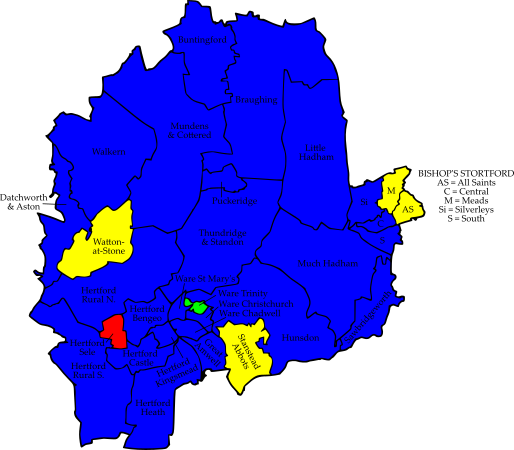 Buntingford
Braughing
Mundens
& Cottered
Walkern
Little
Hadham
BISHOP'S STORTFORD
AS = All Saints
C = Central
M = Meads
Si = Silverleys
S = South
M
AS
Si
C
S
Datchworth
& Aston
Puckeridge
Watton-
at-Stone
Thundridge
& Standon
Much Hadham
Ware St Mary's
Hertford
Rural N.
Ware Trinity
Ware Christchurch
Ware Chadwell
Hertford
Bengeo
Sawbridgeworth
Hunsdon
Stanstead
Abbots
Great
Amwell
Hertford
Sele
Hertford
Castle
Hertford
Kingsmead
Hertford
Rural S.
Hertford
Heath